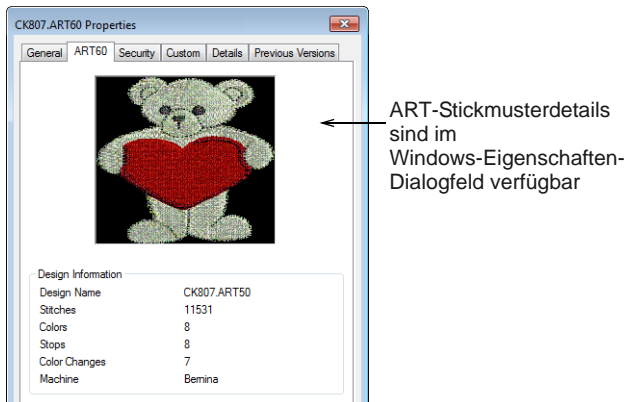 CK807.ART60 Properties
General ART60 Security Custom Details Previous Versions
ART-Stickmusterdetails
sind im
Windows-Eigenschaften-
Dialogfeld verfügbar
Design Information
Design Name CK807.ART50
Stitches 11531
Colors 8
Stops 8
Color Changes 7
Machine Bernina